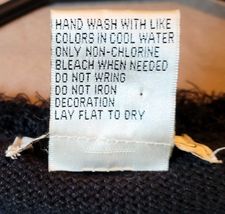 HAND WASH WITH LIKE
COLORS IN COOL WATER
ONLY NON-CHLORINE
BLEACH WHEN NEEDED
DO NOT WRING
DO NOT IRON
DECORATION
LAY FLAT TO DRY